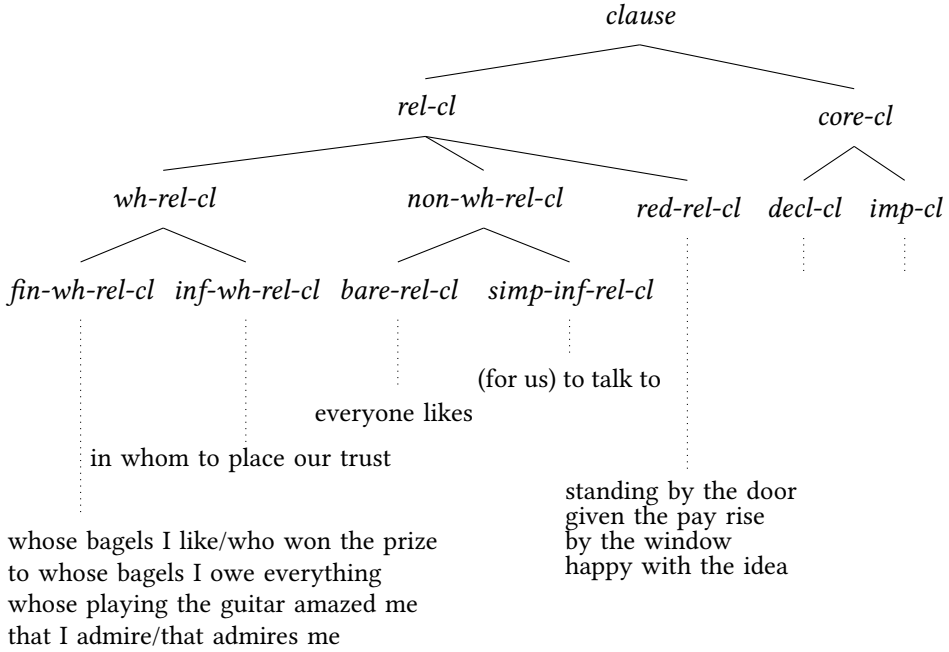 clause
rel-cl
core-cl
wh-rel-cl
non-wh-rel-cl
red-rel-cl
decl-cl
imp-cl
fin-wh-rel-cl
inf-wh-rel-cl
bare-rel-cl
simp-inf-rel-cl
(for us) to talk to
everyone likes
in whom to place our trust
standing by the door
given the pay rise
by the window
happy with the idea
whose bagels I like/who won the prize
to whose bagels I owe everything
whose playing the guitar amazed me
that I admire/that admires me